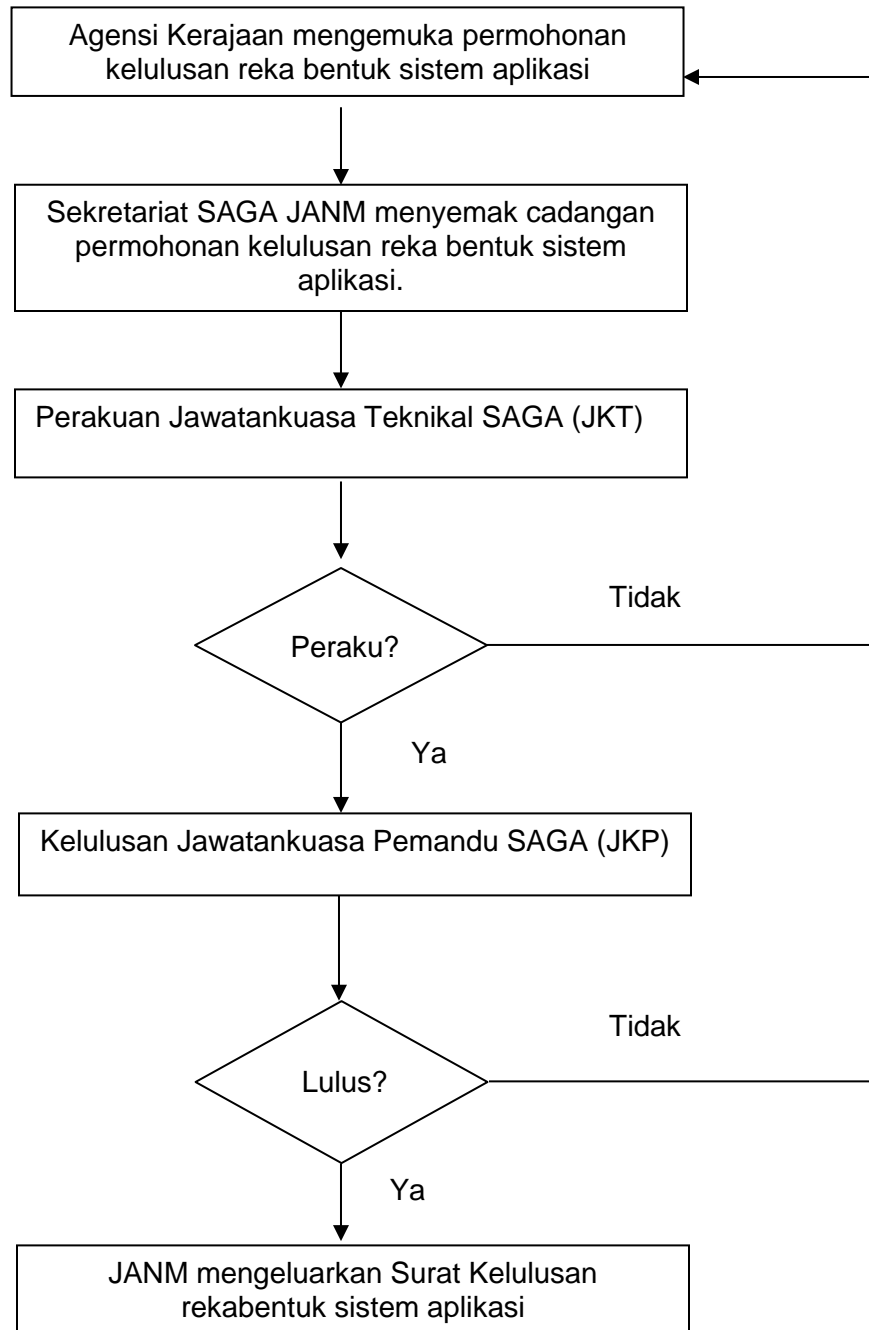 Agensi Kerajaan mengemuka permohonan
kelulusan reka bentuk sistem aplikasi
Sekretariat SAGA JANM menyemak cadangan
permohonan kelulusan reka bentuk sistem
aplikasi.
Perakuan Jawatankuasa Teknikal SAGA (JKT)
Tidak
Peraku?
Ya
Kelulusan Jawatankuasa Pemandu SAGA (JKP)
Tidak
Lulus?
Ya
JANM mengeluarkan Surat Kelulusan
rekabentuk sistem aplikasi